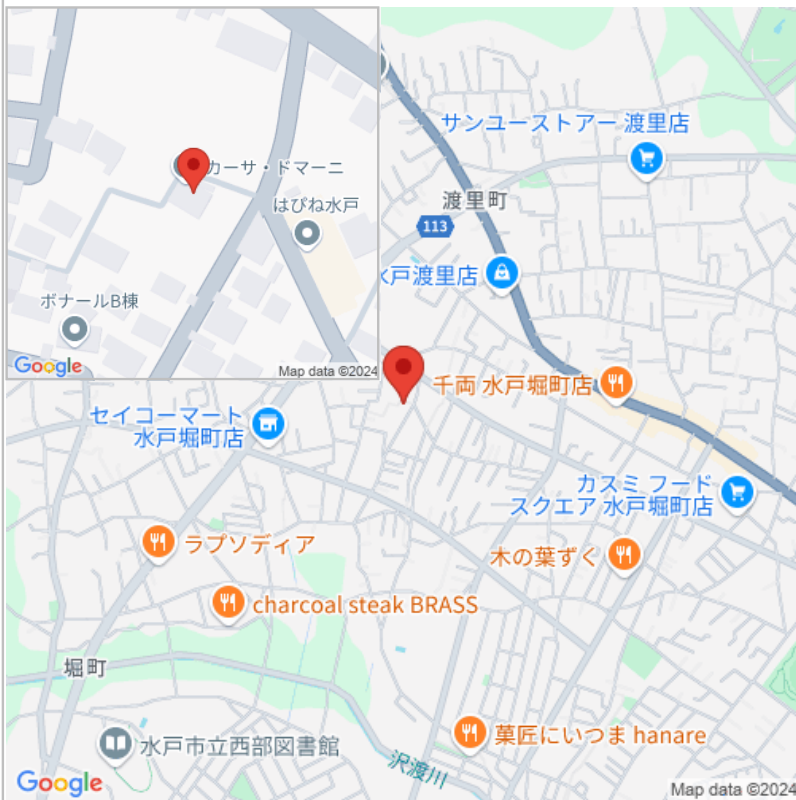 カーサ・ドマーニ
はぴね水戸
ボナールB棟
Google
Map data ©2024
サンユーストアー 渡里店
渡里町
113
水戸渡里店
千両 水戸堀町店
セイコーマート
水戸堀町店
カスミ フード
スクエア 水戸堀町店
ラプソディア
木の葉ずく
charcoal steak BRASS
堀町
水戸市立西部図書館
菓匠にいつま hanare
沢渡川
Google
Map data ©2024